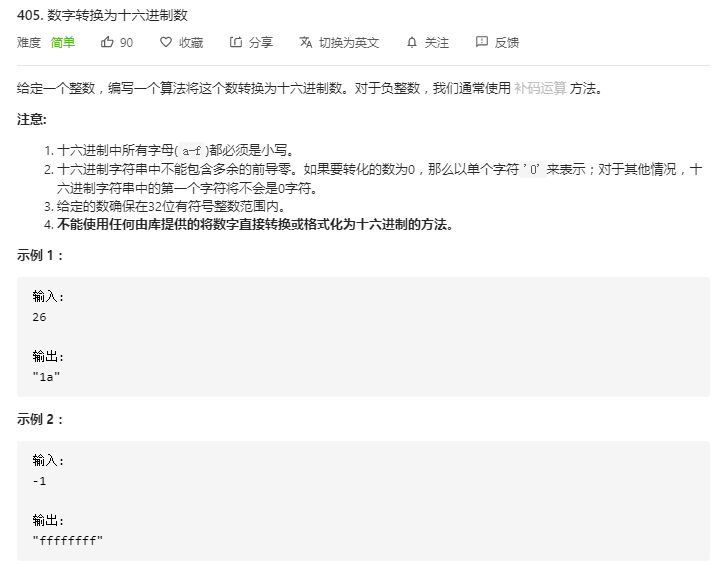 405. 数字转换为十六进制数
难度 简单 90 收藏 分享 切换为英文 关注 反馈
给定一个整数，编写一个算法将这个数转换为十六进制数。对于负整数，我们通常使用 补码运算 方法。
注意:
1. 十六进制中所有字母(a-f)都必须是小写。
2. 十六进制字符串中不能包含多余的前导零。如果要转化的数为0，那么以单个字符'0'来表示；对于其他情况，十
六进制字符串中的第一个字符将不会是0字符。
3. 给定的数确保在32位有符号整数范围内。
4. 不能使用任何由库提供的将数字直接转换或格式化为十六进制的方法。
示例 1：
输入:
26
输出:
"1a"
示例 2：
输入:
-1
输出:
"ffffffff"